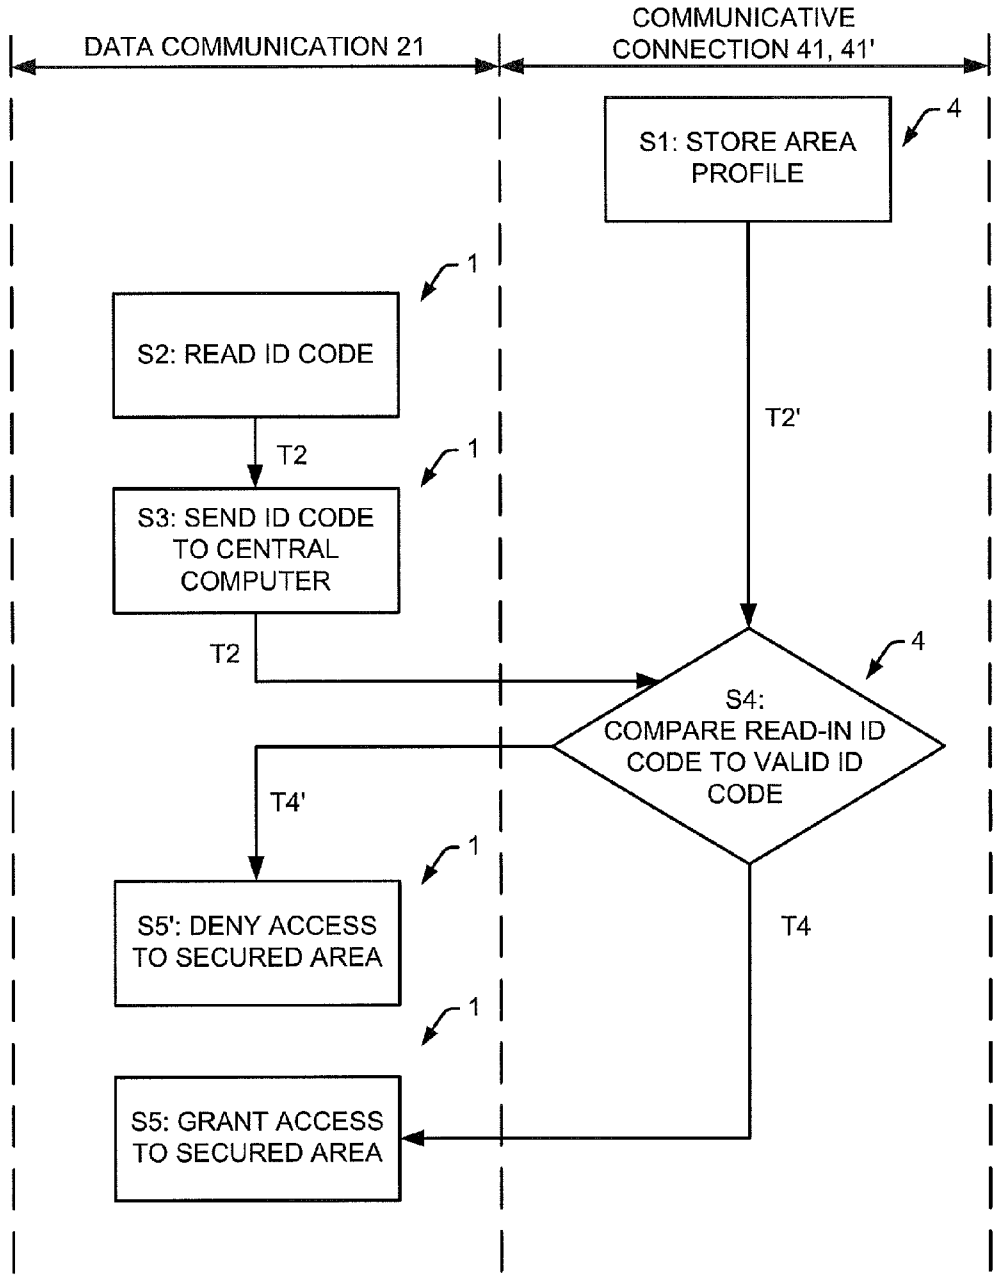 DATA COMMUNICATION 21
COMMUNICATIVE
CONNECTION 41, 41'
4
S1: STORE AREA
PROFILE
1
S2: READ ID CODE
T2'
T2
1
S3: SEND ID CODE
TO CENTRAL
COMPUTER
T2
4
S4:
COMPARE READ-IN ID
CODE TO VALID ID
CODE
T4'
1
S5': DENY ACCESS
TO SECURED AREA
T4
1
S5: GRANT ACCESS
TO SECURED AREA